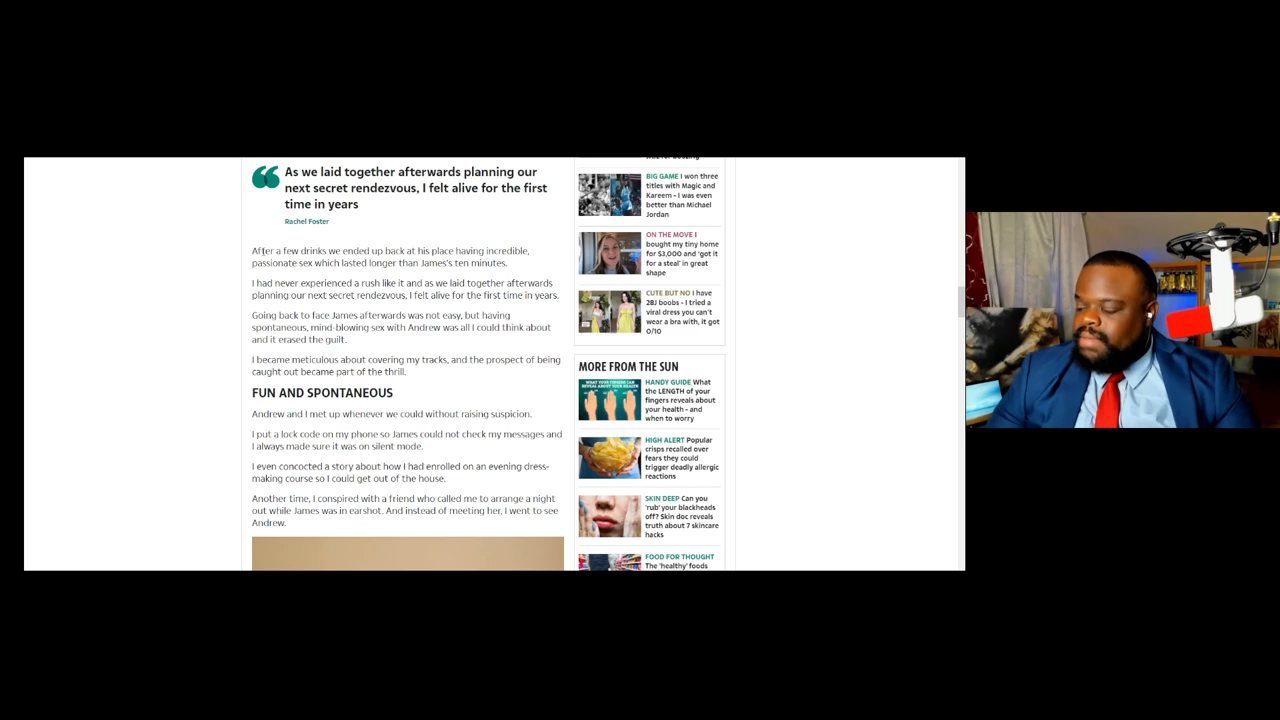 As we laid together afterwards planning our
next secret rendezvous, I felt alive for the first
time in years
Rachel Foster
After a few drinks we ended up back at his place having incredible,
passionate sex which lasted longer than James's ten minutes.
I had never experienced a rush like it and as we laid together afterwards
planning our next secret rendezvous, I felt alive for the first time in years.
Going back to face James afterwards was not easy, but having
spontaneous, mind-blowing sex with Andrew was all I could think about
and it erased the guilt.
I became meticulous about covering my tracks, and the prospect of being
caught out became part of the thrill.
FUN AND SPONTANEOUS
Andrew and I met up whenever we could without raising suspicion.
I put a lock code on my phone so James could not check my messages and
I always made sure it was on silent mode.
I even concocted a story about how I had enrolled on an evening dress-
making course so I could get out of the house.
Another time, I conspired with a friend who called me to arrange a night
out while James was in earshot. And instead of meeting her, I went to see
Andrew.
BIG GAME I won three
titles with Magic and
Kareem - I was even
better than Michael
Jordan
ON THE MOVE I
bought my tiny home
for $3,000 and 'got it
for a steal' in great
shape
CUTE BUT NO I have
28J boobs - I tried a
viral dress you can't
wear a bra with, it got
0/10
MORE FROM THE SUN
HANDY GUIDE What
the LENGTH of your
fingers reveals about
your health - and
when to worry
HIGH ALERT Popular
crisps recalled over
fears they could
trigger deadly allergic
reactions
SKIN DEEP Can you
'rub' your blackheads
off? Skin doc reveals
truth about 7 skincare
hacks
FOOD FOR THOUGHT
The 'healthy' foods